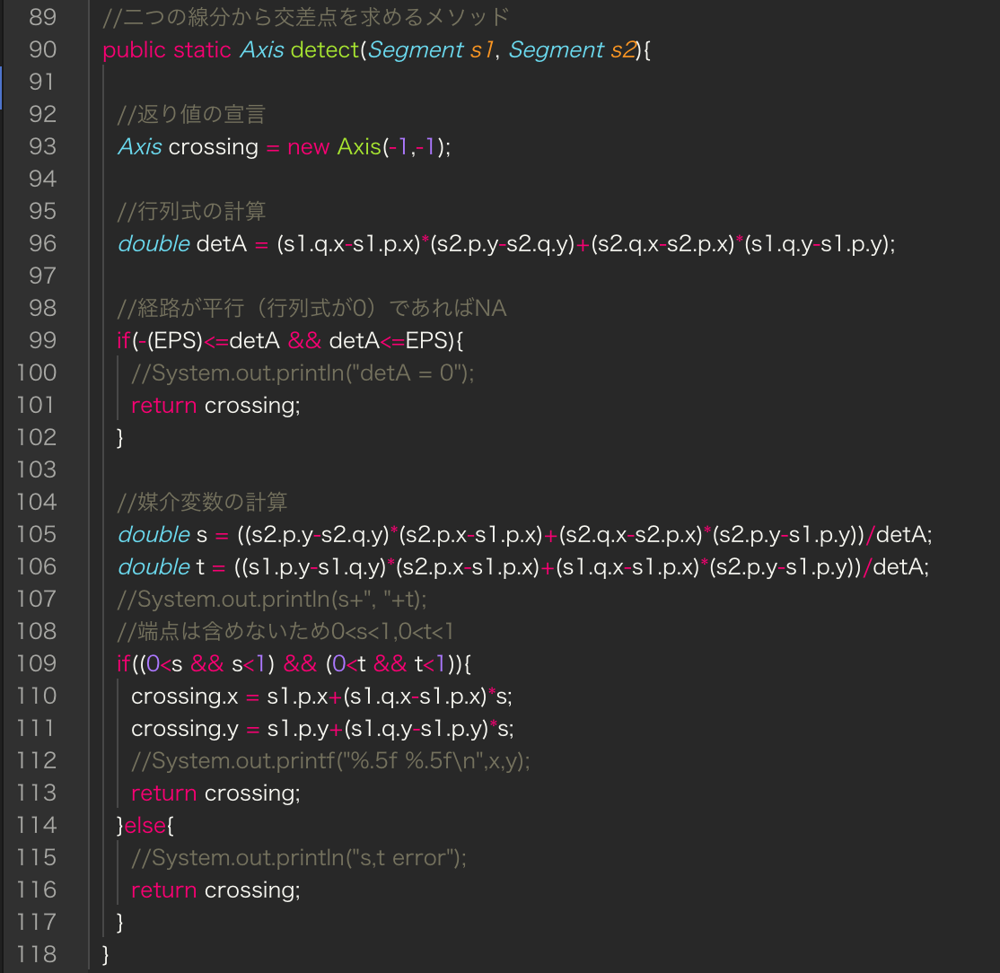 89 //二つの線分から交差点を求めるメソッド
90 public static Axis detect(Segment s1, Segment s2){
91
92 //返り値の宣言
93 Axis crossing = new Axis(-1,-1);
94
95 //行列式の計算
96 double detA = (s1.q.x-s1.p.x)*(s2.p.y-s2.q.y)+(s2.q.x-s2.p.x)*(s1.q.y-s1.p.y);
97
98 //経路が平行（行列式が0）であればNA
99 if(-(EPS)<=detA && detA<=EPS){
100 //System.out.println("detA = 0");
101 return crossing;
102 }
103
104 //媒介変数の計算
105 double s = ((s2.p.y-s2.q.y)*(s2.p.x-s1.p.x)+(s2.q.x-s2.p.x)*(s2.p.y-s1.p.y))/detA;
106 double t = ((s1.p.y-s1.q.y)*(s2.p.x-s1.p.x)+(s1.q.x-s1.p.x)*(s2.p.y-s1.p.y))/detA;
107 //System.out.println(s+", "+t);
108 //端点は含めないため0<s<1,0<t<1
109 if((0<s && s<1) && (0<t && t<1)){
110 crossing.x = s1.p.x+(s1.q.x-s1.p.x)*s;
111 crossing.y = s1.p.y+(s1.q.y-s1.p.y)*s;
112 //System.out.printf("%.5f %.5f\n",x,y);
113 return crossing;
114 }else{
115 //System.out.println("s,t error");
116 return crossing;
117 }
118 }